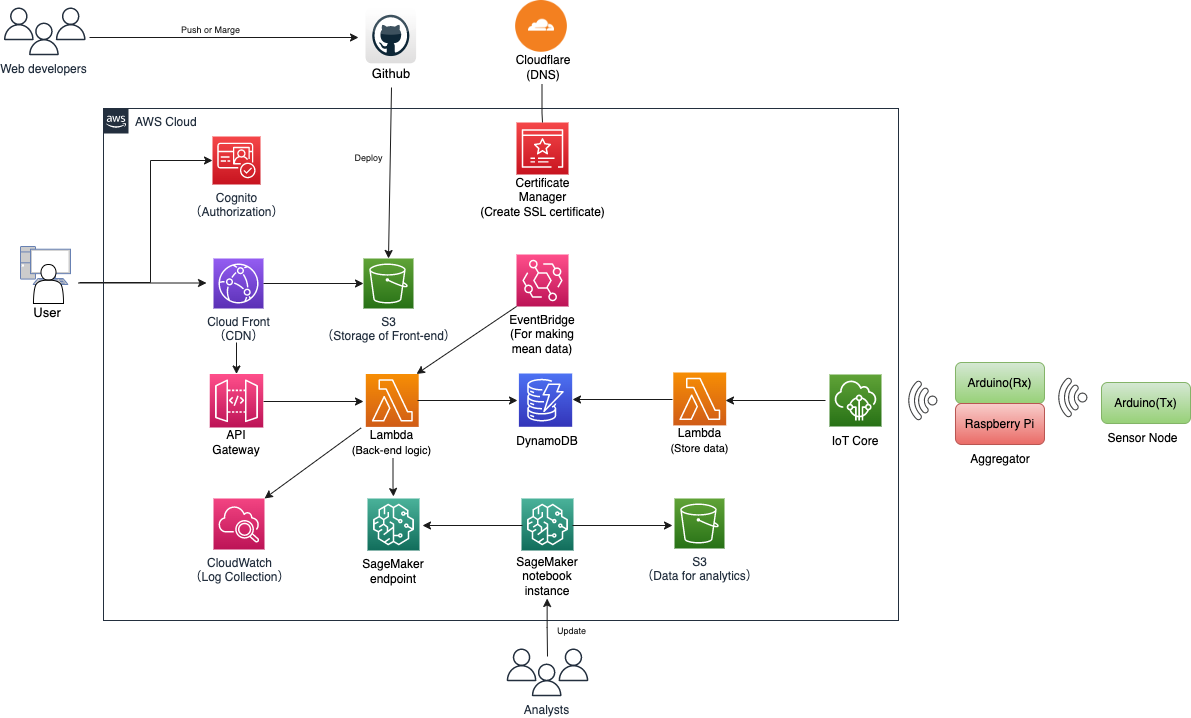 Push or Marge
Web developers
Github
Cloudflare
(DNS)
aws
AWS Cloud
Deploy
Cognito
(Authorization)
Certificate
Manager
(Create SSL certificate)
User
Cloud Front
(CDN)
S3
(Storage of Front-end)
EventBridge
(For making
mean data)
API
Gateway
Lambda
(Back-end logic)
DynamoDB
Lambda
(Store data)
IoT Core
Arduino(Rx)
Raspberry Pi
Aggregator
Arduino(Tx)
Sensor Node
CloudWatch
(Log Collection)
SageMaker
endpoint
SageMaker
notebook
instance
S3
(Data for analytics)
Update
Analysts